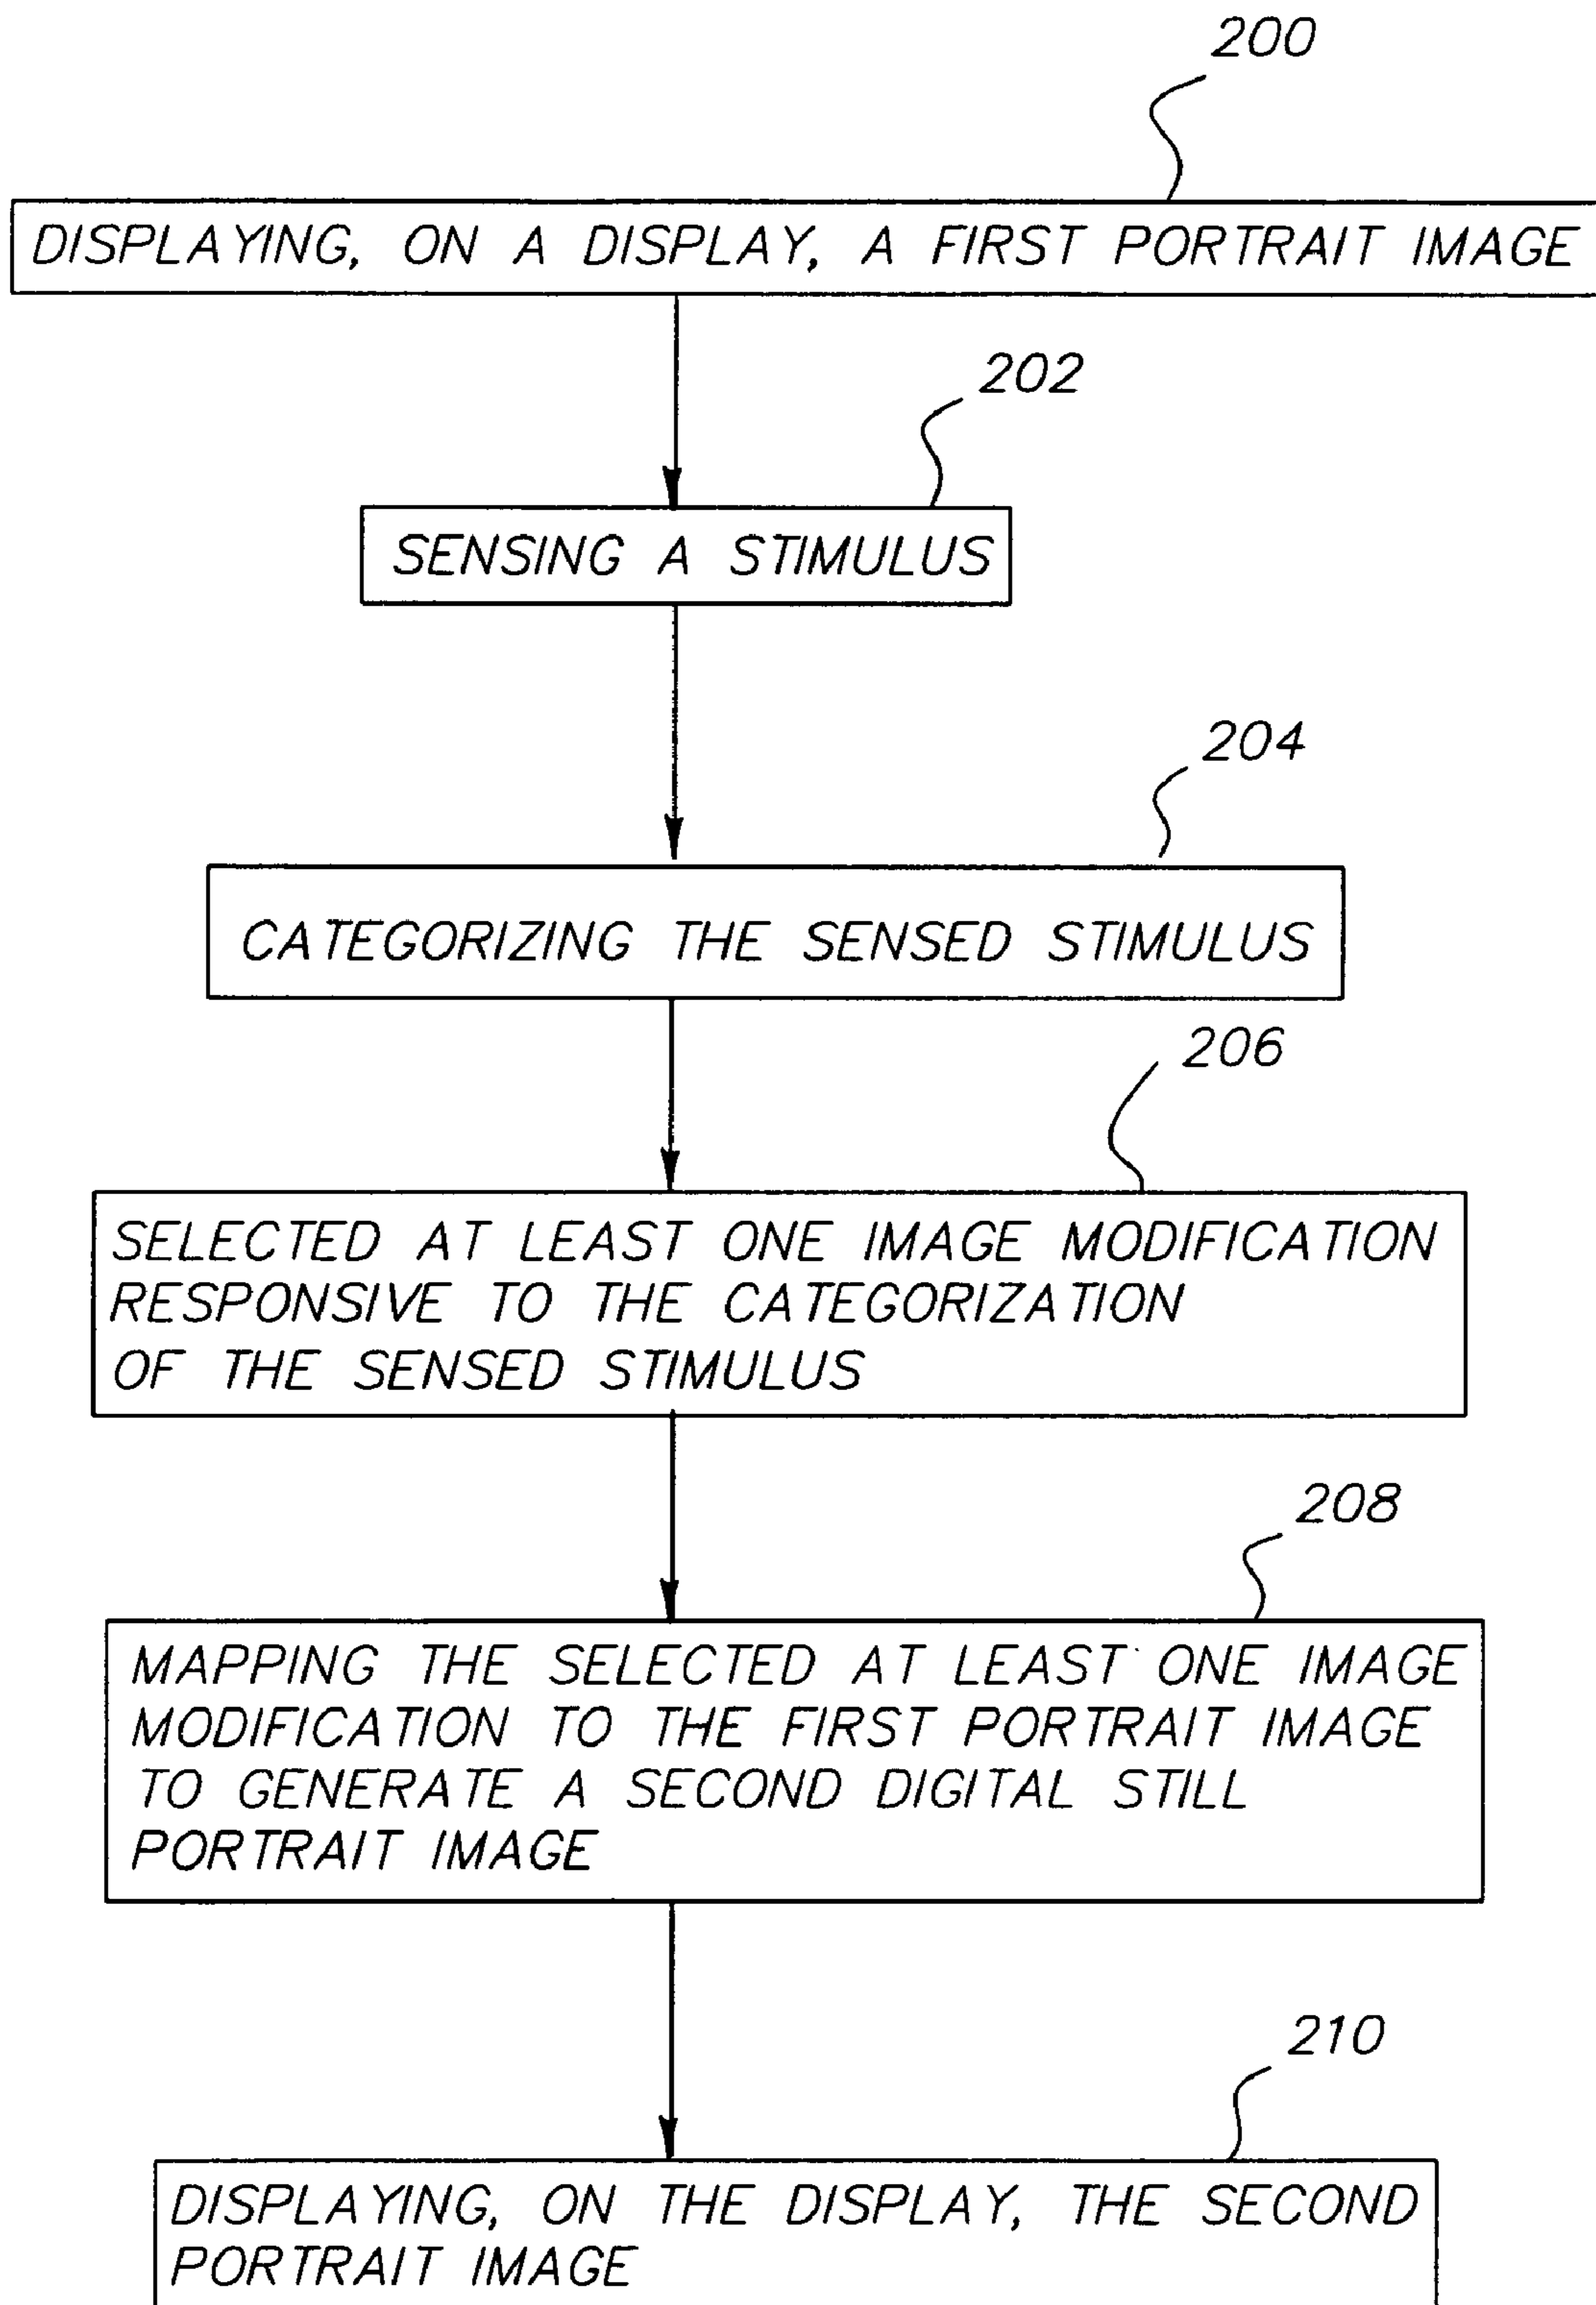 200
DISPLAYING, ON A DISPLAY, A FIRST PORTRAIT IMAGE
202
SENSING A STIMULUS
204
CATEGORIZING THE SENSED STIMULUS
206
SELECTED AT LEAST ONE IMAGE MODIFICATION
RESPONSIVE TO THE CATEGORIZATION
OF THE SENSED STIMULUS
208
MAPPING THE SELECTED AT LEAST ONE IMAGE
MODIFICATION TO THE FIRST PORTRAIT IMAGE
TO GENERATE A SECOND DIGITAL STILL
PORTRAIT IMAGE
210
DISPLAYING, ON THE DISPLAY, THE SECOND
PORTRAIT IMAGE